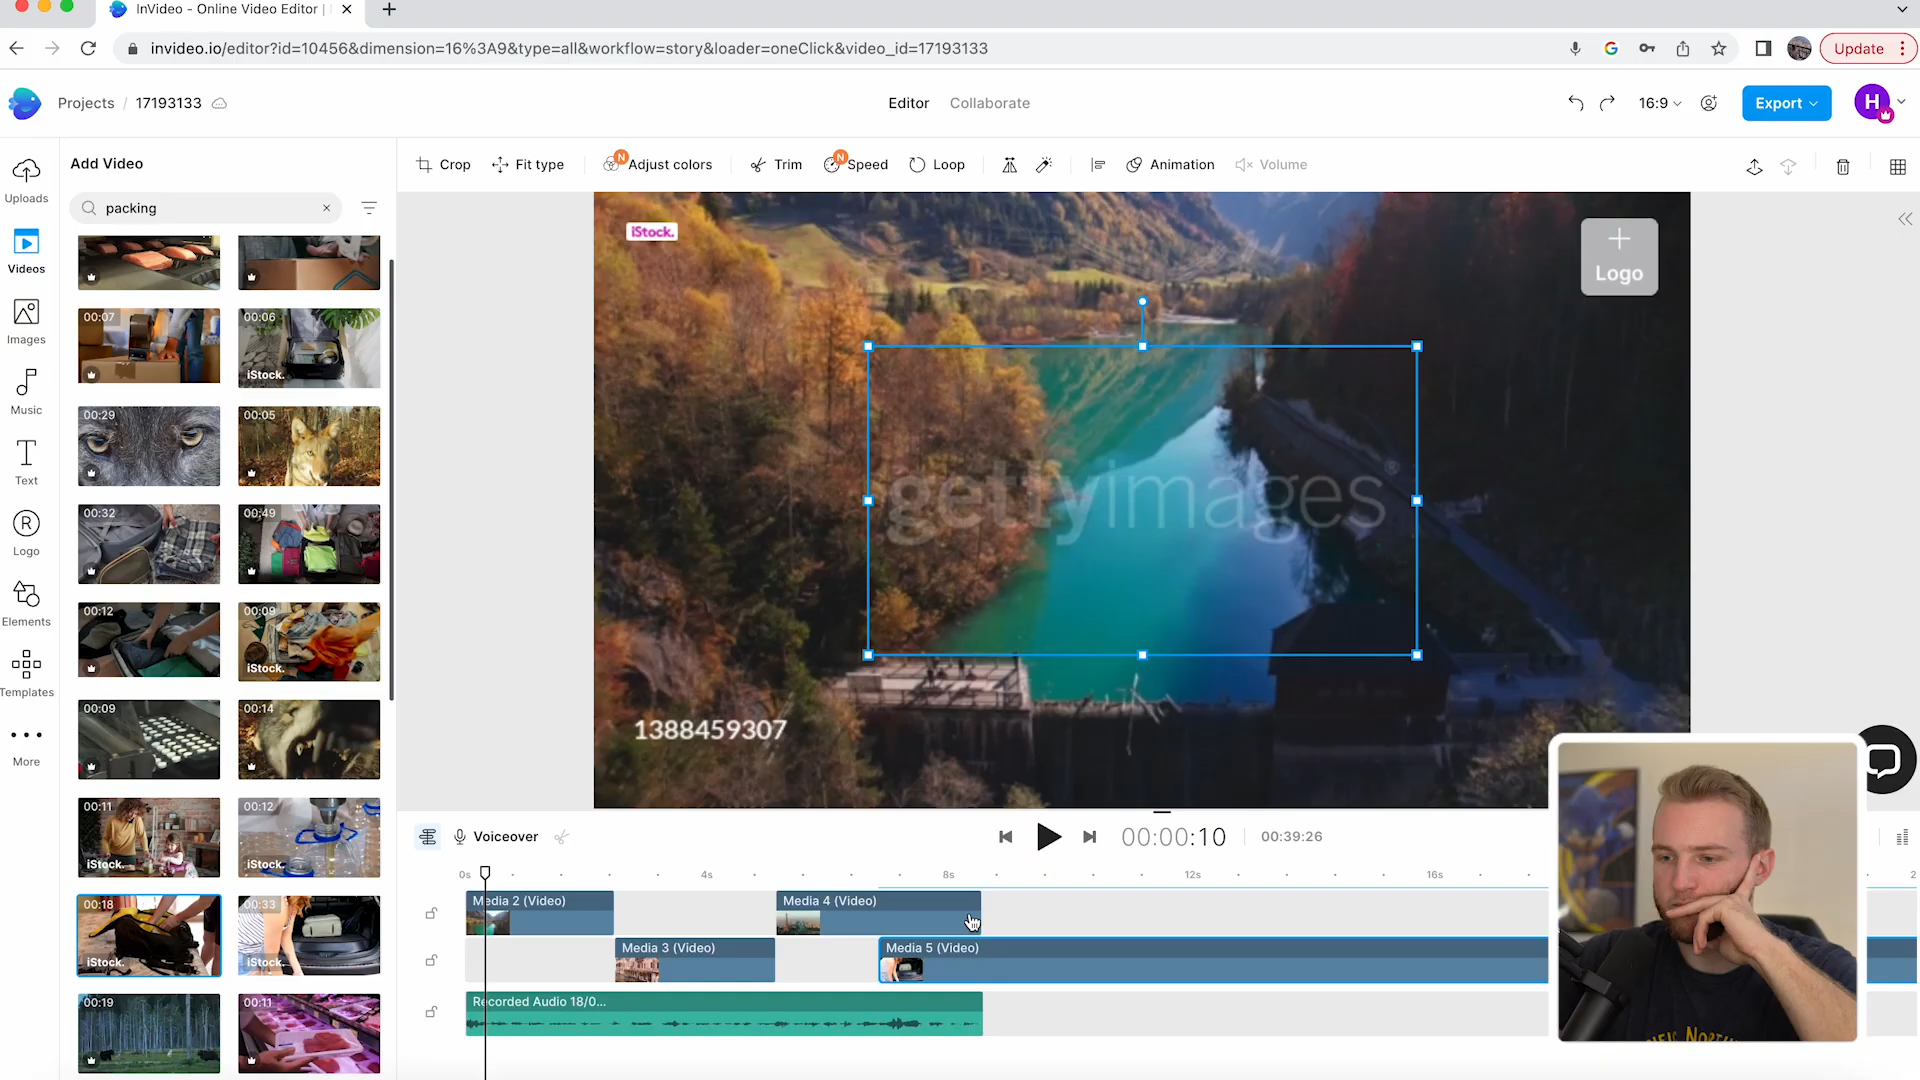 InVideo - Online Video Editor |
invideo.io/editor?id=10456&dimension=16%3A9&type=all&workflow=story&loader=oneClick&video_id=17193133
Update
Projects / 17193133
Editor
Collaborate
16:9
Export
H
Uploads
Videos
Images
Music
Text
Logo
Elements
Templates
More
Add Video
packing
00:07
00:06
iStock.
00:29
00:05
00:32
00:49
00:12
00:09
iStock.
00:09
00:14
00:11
iStock.
00:12
iStock.
00:18
iStock.
00:33
iStock.
00:19
00:11
Crop
Fit type
N
Adjust colors
Trim
N
Speed
Loop
Animation
Volume
iStock.
+
Logo
gettyimages®
1388459307
Voiceover
00:00:10
00:39:26
0s
4s
8s
12s
16s
2
Media 2 (Video)
Media 4 (Video)
Media 3 (Video)
Media 5 (Video)
Recorded Audio 18/0...